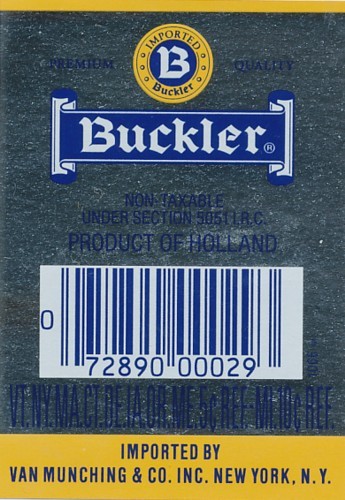 IMPORTED
B
Buckler
PREMIUM QUALITY
Buckler®
NON-TAXABLE
UNDER SECTION 5051 I.R.C.
PRODUCT OF HOLLAND
0 72890 00029
VT.NY.MA.CT.DE.IA.OR.ME.5¢ REF-MI.10¢ REF.
IMPORTED BY
VAN MUNCHING & CO. INC. NEW YORK, N.Y.